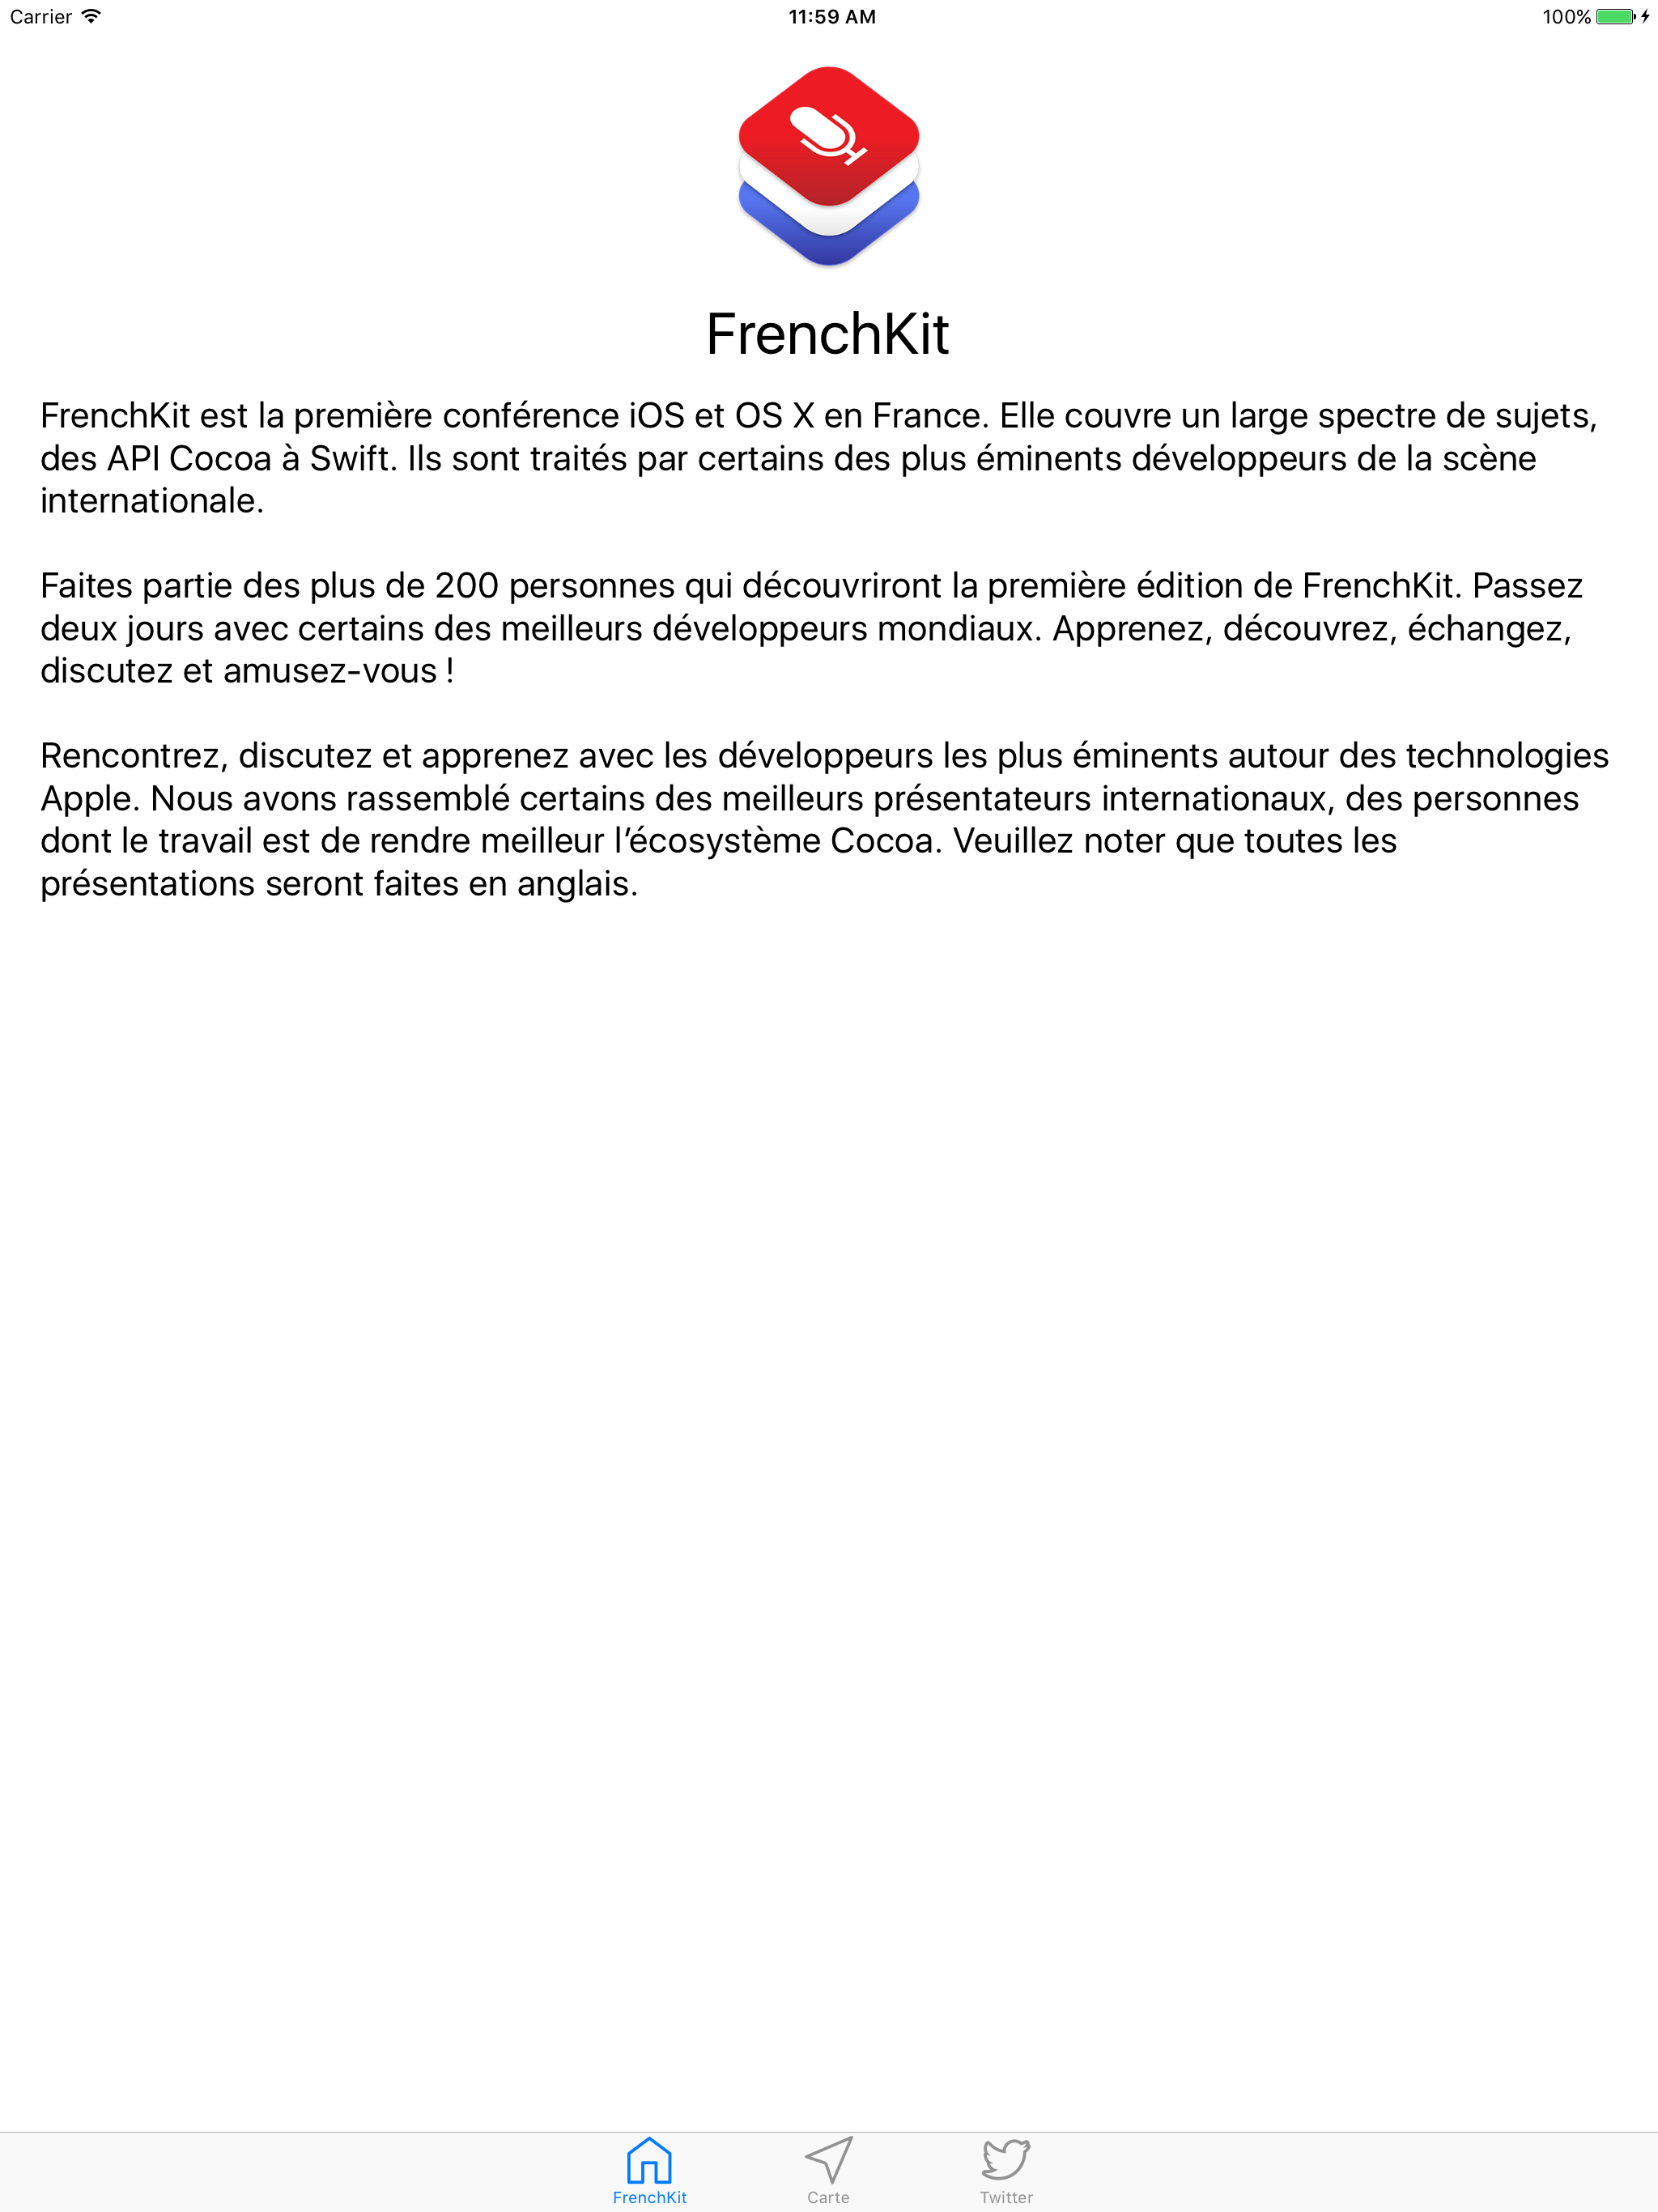 Carrier
11:59 AM
100%
FrenchKit
FrenchKit est la première conférence iOS et OS X en France. Elle couvre un large spectre de sujets,
des API Cocoa à Swift. Ils sont traités par certains des plus éminents développeurs de la scène
internationale.
Faites partie des plus de 200 personnes qui découvriront la première édition de FrenchKit. Passez
deux jours avec certains des meilleurs développeurs mondiaux. Apprenez, découvrez, échangez,
discutez et amusez-vous !
Rencontrez, discutez et apprenez avec les développeurs les plus éminents autour des technologies
Apple. Nous avons rassemblé certains des meilleurs présentateurs internationaux, des personnes
dont le travail est de rendre meilleur l’écosystème Cocoa. Veuillez noter que toutes les
présentations seront faites en anglais.
FrenchKit
Carte
Twitter